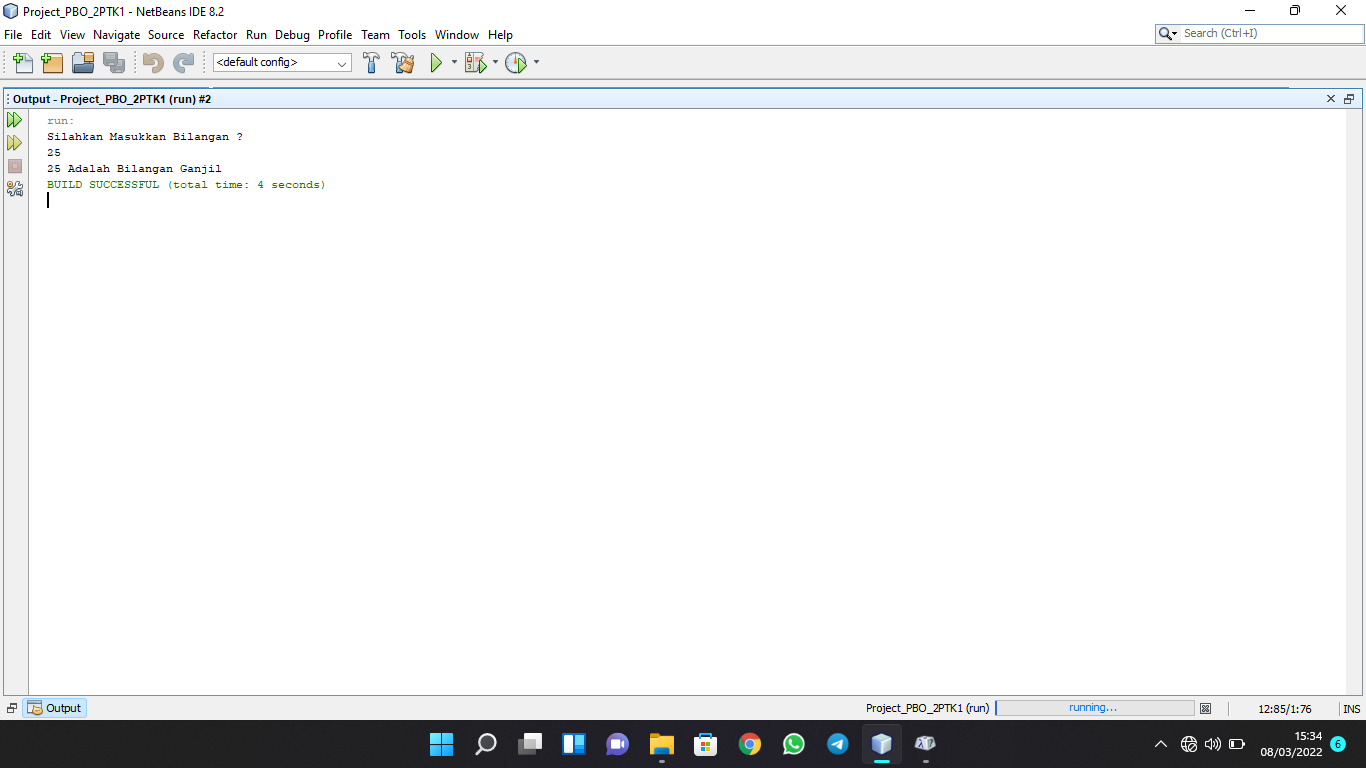 Project_PBO_2PTK1 - NetBeans IDE 8.2
File Edit View Navigate Source Refactor Run Debug Profile Team Tools Window Help
Search (Ctrl+I)
<default config>
Output - Project_PBO_2PTK1 (run) #2
run:
Silahkan Masukkan Bilangan ?
25
25 Adalah Bilangan Ganjil
BUILD SUCCESSFUL (total time: 4 seconds)
Output
Project_PBO_2PTK1 (run)
running...
12:85/1:76
INS
15:34
08/03/2022
6